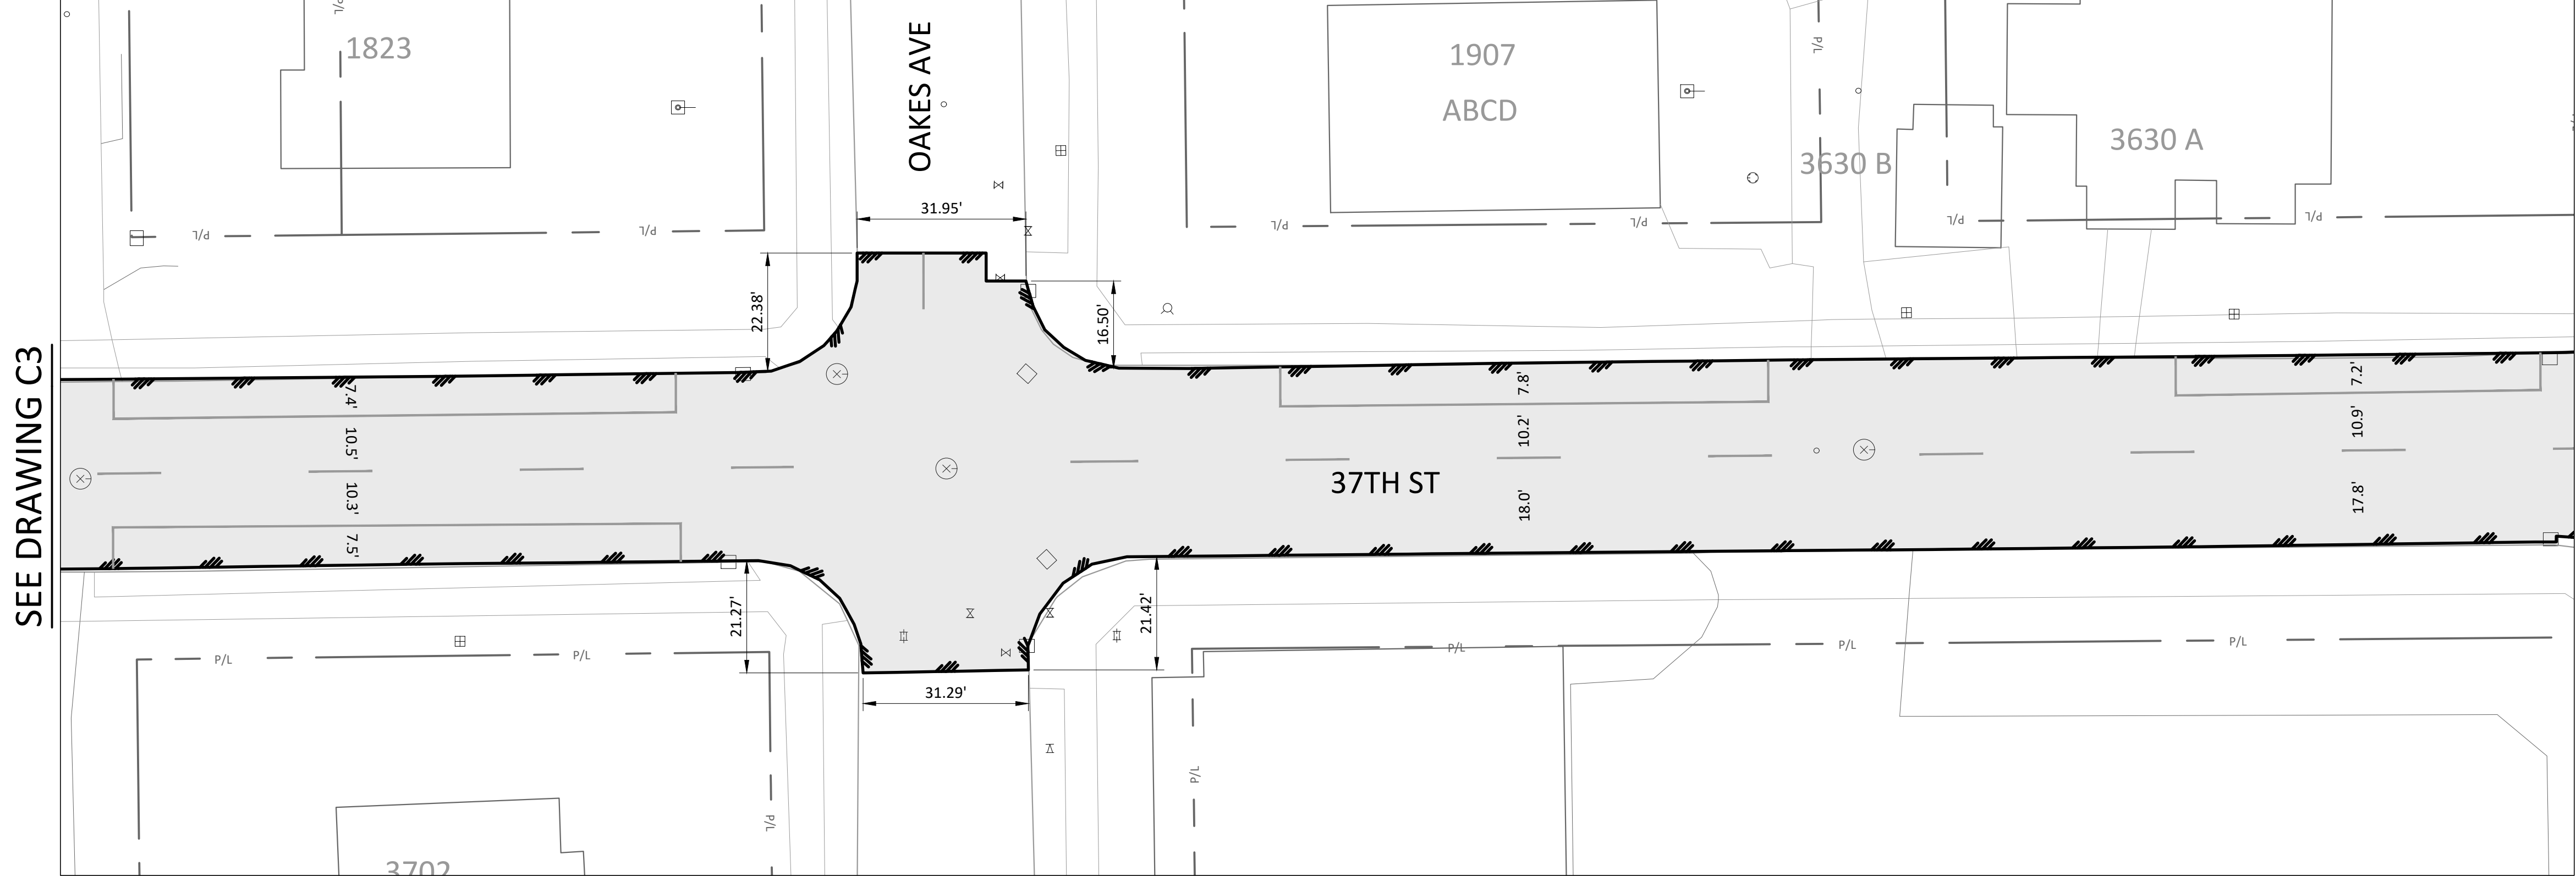 SEE DRAWING C3
P/L
1823
P/L
P/L
OAKES AVE
31.95'
22.38'
16.50'
1907
ABCD
P/L
P/L
P/L
3630 B
3630 A
P/L
P/L
7.4'
10.5'
10.3'
7.5'
7.8'
10.2'
18.0'
37TH ST
7.2'
10.9'
17.8'
21.27'
21.42'
31.29'
P/L
P/L
P/L
P/L
P/L
P/L
P/L
3702